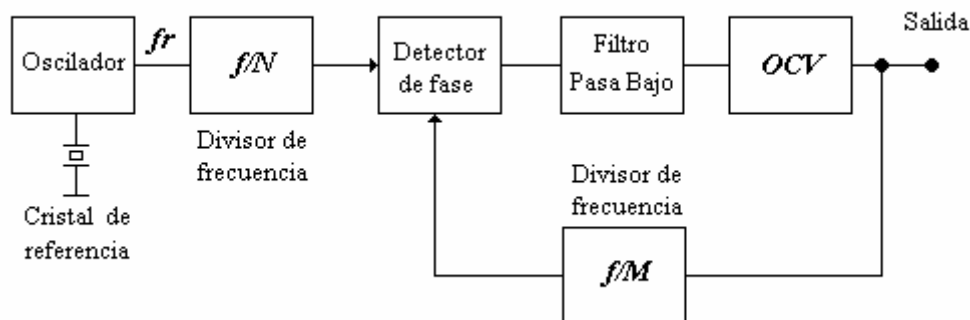 Salida
Oscilador
fr
f/N
Detector
de fase
Filtro
Pasa Bajo
OCV
Divisor de
frecuencia
Cristal de
referencia
Divisor de
frecuencia
f/M